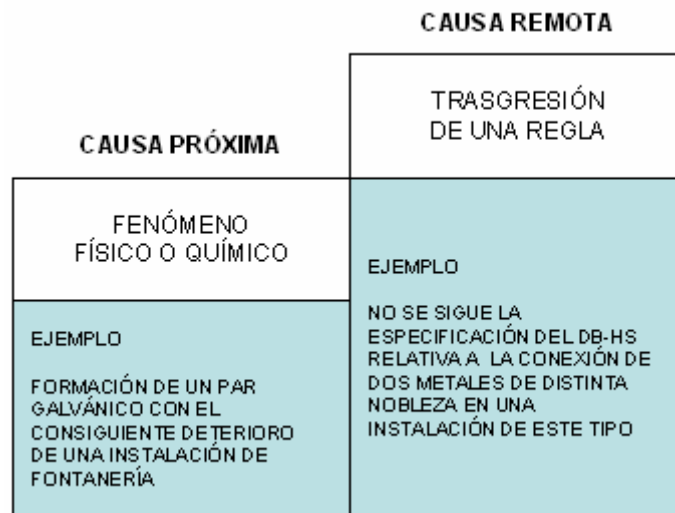 CAUSA REMOTA
TRASGRESIÓN
DE UNA REGLA
CAUSA PRÓXIMA
FENÓMENO
FÍSICO O QUÍMICO
EJEMPLO
NO SE SIGUE LA
ESPECIFICACIÓN DEL DB-HS
RELATIVA A LA CONEXIÓN DE
DOS METALES DE DISTINTA
NOBLEZA EN UNA
INSTALACIÓN DE ESTE TIPO
EJEMPLO
FORMACIÓN DE UN PAR
GALVÁNICO CON EL
CONSIGUIENTE DETERIORO
DE UNA INSTALACIÓN DE
FONTANERÍA